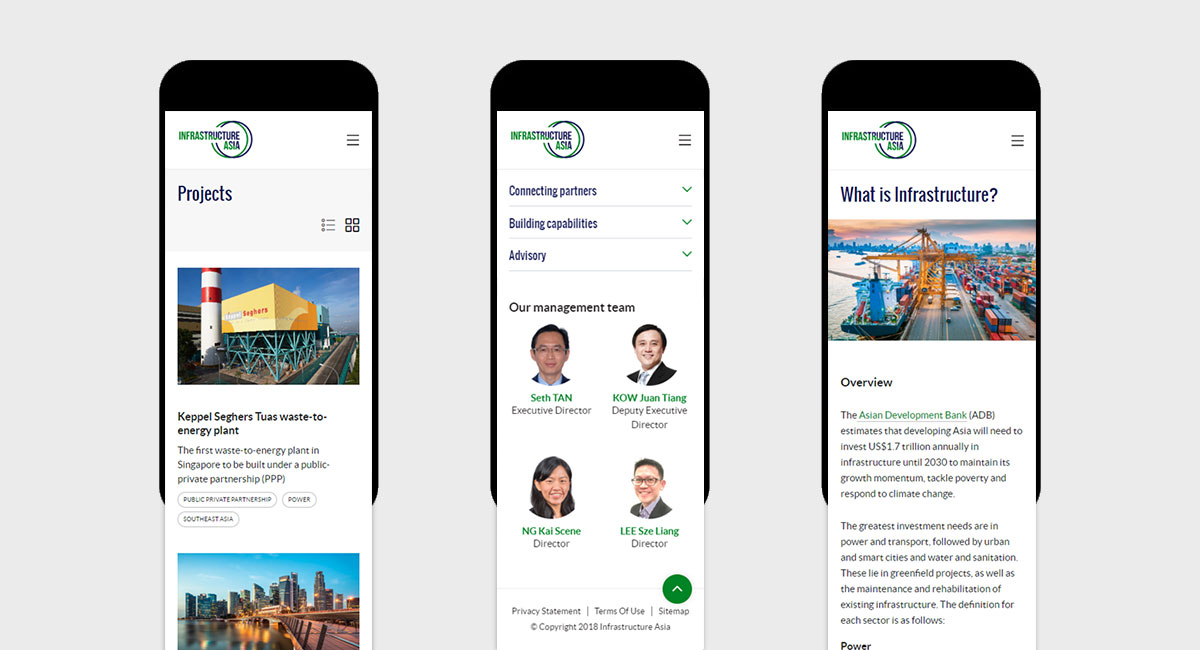 INFRASTRUCTURE
ASIA
Projects
Keppel Seghers
Keppel Seghers Tuas waste-to-
energy plant
The first waste-to-energy plant in
Singapore to be built under a public-
private partnership (PPP)
PUBLIC PRIVATE PARTNERSHIP
POWER
SOUTHEAST ASIA
INFRASTRUCTURE
ASIA
Connecting partners
Building capabilities
Advisory
Our management team
Seth TAN
Executive Director
KOW Juan Tiang
Deputy Executive
Director
NG Kai Scene
Director
LEE Sze Liang
Director
Privacy Statement | Terms Of Use | Sitemap
© Copyright 2018 Infrastructure Asia
INFRASTRUCTURE
ASIA
What is Infrastructure?
Overview
The Asian Development Bank (ADB)
estimates that developing Asia will need to
invest US$1.7 trillion annually in
infrastructure until 2030 to maintain its
growth momentum, tackle poverty and
respond to climate change.
The greatest investment needs are in
power and transport, followed by urban
and smart cities and water and sanitation.
These lie in greenfield projects, as well as
the maintenance and rehabilitation of
existing infrastructure. The definition for
each sector is as follows:
Power